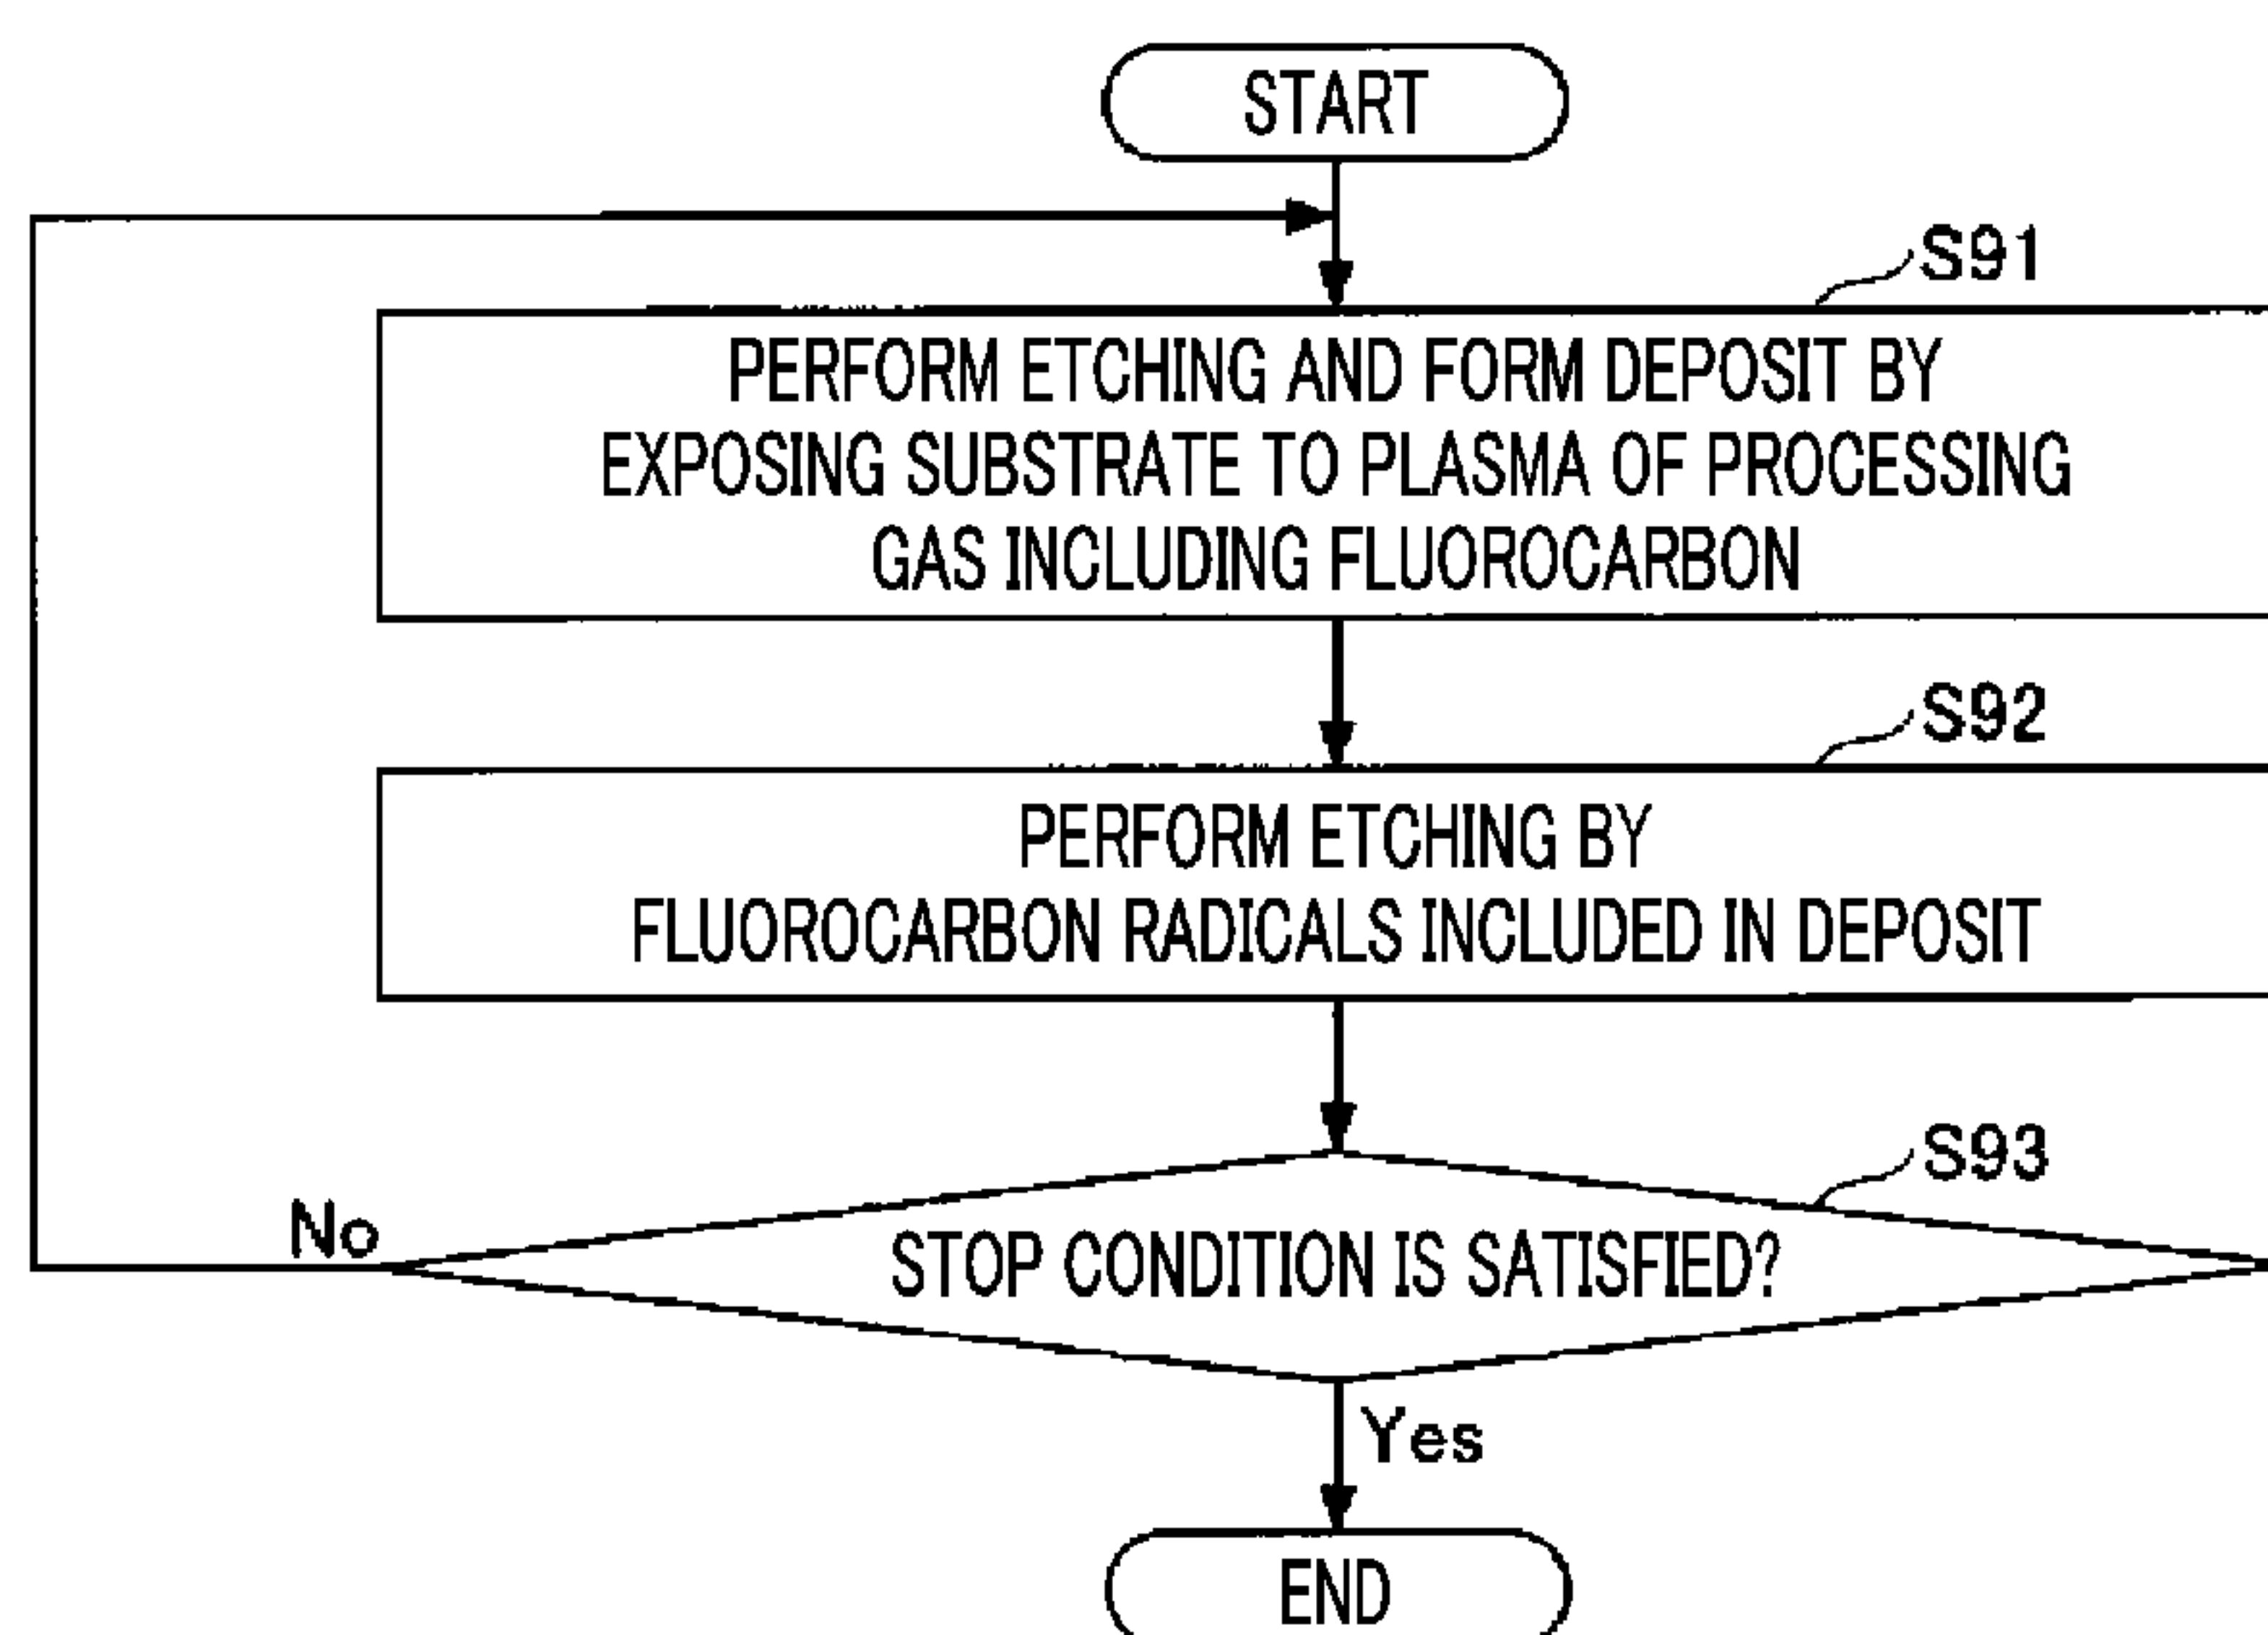 START
S91
PERFORM ETCHING AND FORM DEPOSIT BY
EXPOSING SUBSTRATE TO PLASMA OF PROCESSING
GAS INCLUDING FLUOROCARBON
S92
PERFORM ETCHING BY
FLUOROCARBON RADICALS INCLUDED IN DEPOSIT
S93
No
STOP CONDITION IS SATISFIED?
Yes
END